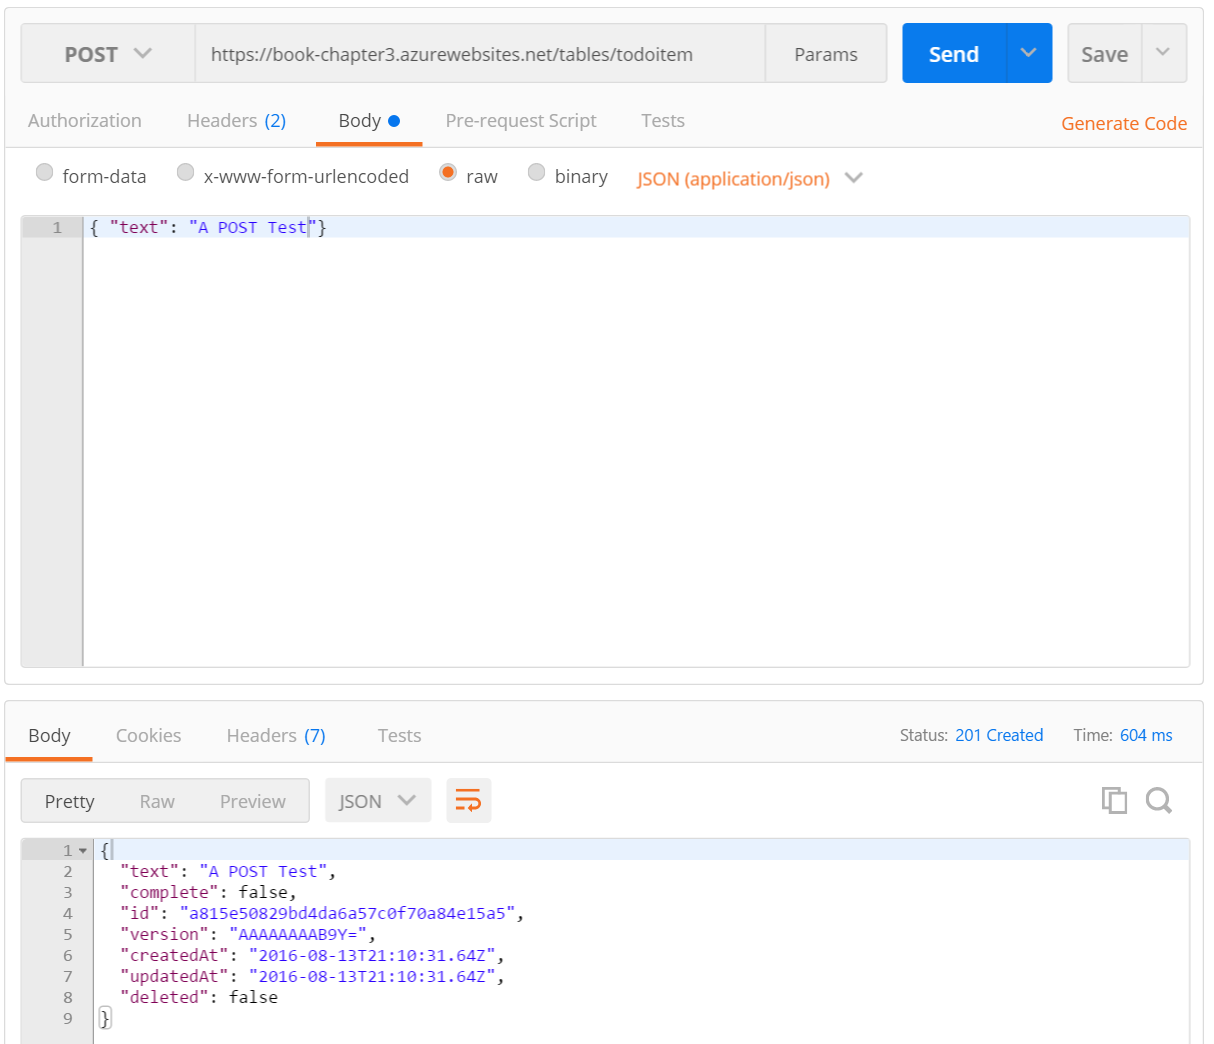 POST https://book-chapter3.azurewebsites.net/tables/todoitem Params Send Save
Authorization Headers (2) Body Pre-request Script Tests Generate Code
form-data x-www-form-urlencoded raw binary JSON (application/json)
1 { "text": "A POST Test"}
Body Cookies Headers (7) Tests Status: 201 Created Time: 604 ms
Pretty Raw Preview JSON
1 {
2 "text": "A POST Test",
3 "complete": false,
4 "id": "a815e50829bd4da6a57c0f70a84e15a5",
5 "version": "AAAAAAAAB9Y=",
6 "createdAt": "2016-08-13T21:10:31.64Z",
7 "updatedAt": "2016-08-13T21:10:31.64Z",
8 "deleted": false
9 }